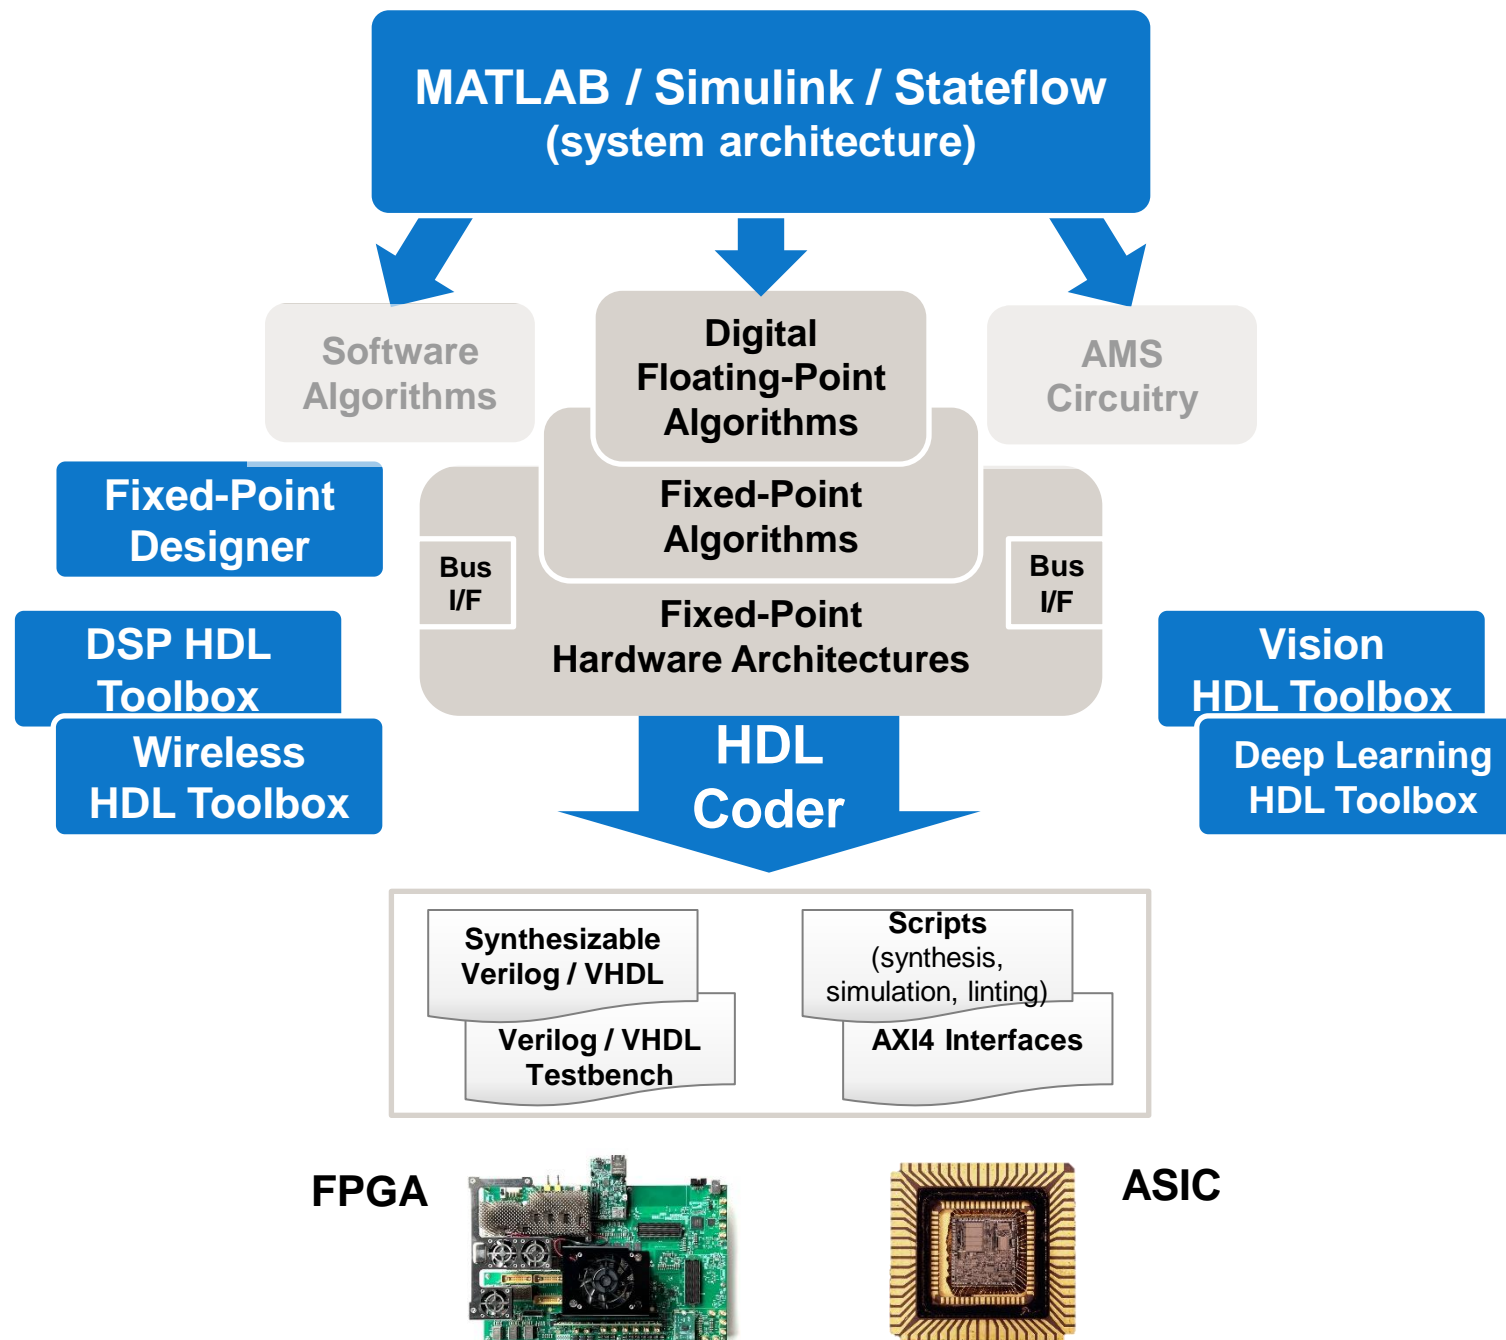 MATLAB / Simulink / Stateflow
(system architecture)
Software
Algorithms
Digital
Floating-Point
Algorithms
AMS
Circuitry
Fixed-Point
Designer
Fixed-Point
Algorithms
Bus
I/F
Bus
I/F
Fixed-Point
Hardware Architectures
DSP HDL
Toolbox
Wireless
HDL Toolbox
Vision
HDL Toolbox
Deep Learning
HDL Toolbox
HDL
Coder
Synthesizable
Verilog / VHDL
Verilog / VHDL
Testbench
Scripts
(synthesis,
simulation, linting)
AXI4 Interfaces
FPGA
ASIC